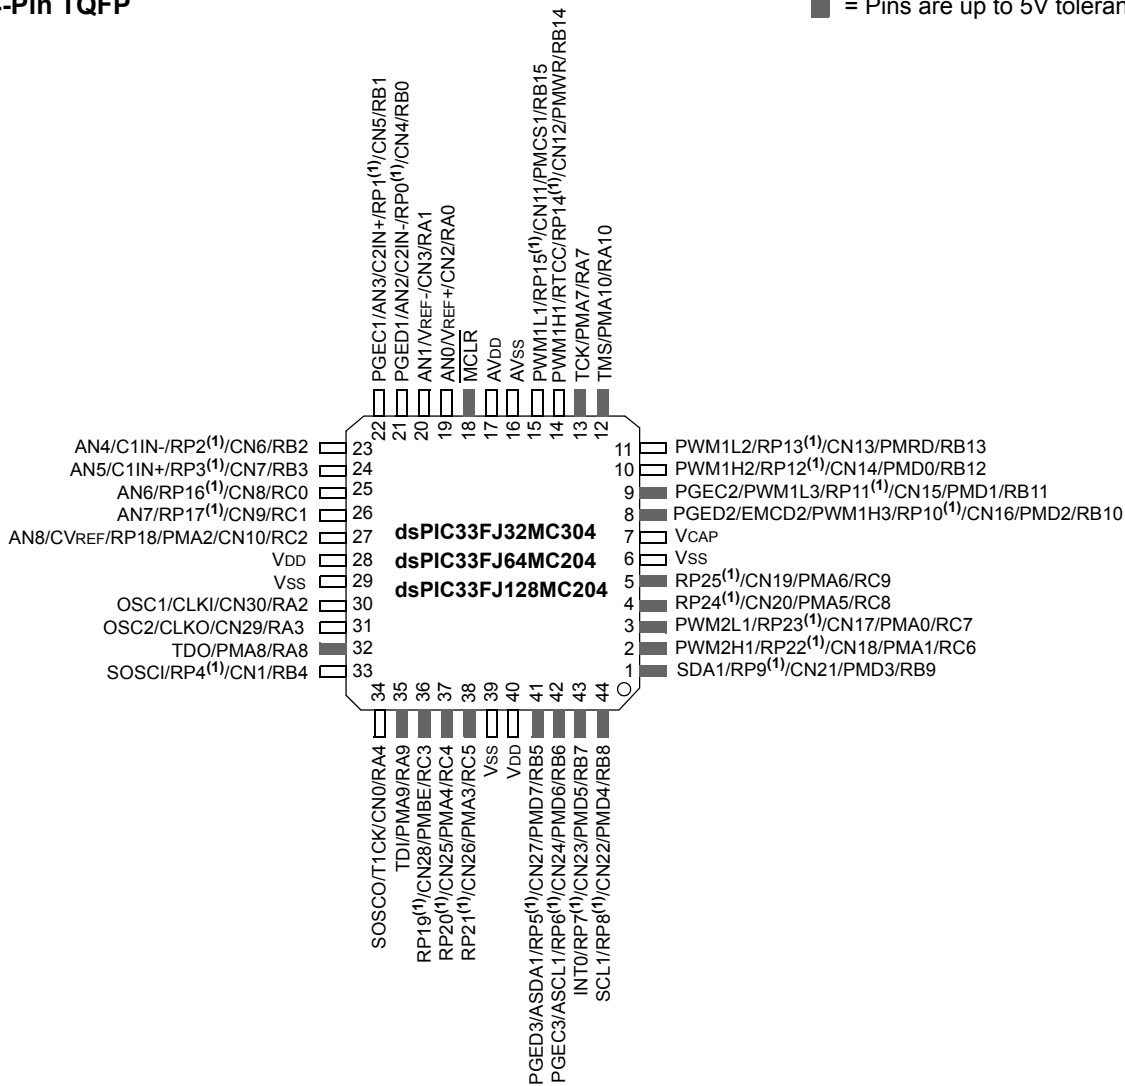 -Pin TQFP
= Pins are up to 5V toleran
PGEC1/AN3/C2IN+/RP1(1)/CN5/RB1
PGED1/AN2/C2IN-/RP0(1)/CN4/RB0
AN1/VREF-/CN3/RA1
AN0/VREF+/CN2/RA0
MCLR
AVDD
AVSS
PWM1L1/RP15(1)/CN11/PMCS1/RB15
PWM1H1/RTCC/RP14(1)/CN12/PMWR/RB14
TCK/PMA7/RA7
TMS/PMA10/RA10
22 21 20 19 18 17 16 15 14 13 12
AN4/C1IN-/RP2(1)/CN6/RB2 23
AN5/C1IN+/RP3(1)/CN7/RB3 24
AN6/RP16(1)/CN8/RC0 25
AN7/RP17(1)/CN9/RC1 26
AN8/CVREF/RP18/PMA2/CN10/RC2 27
VDD 28
VSS 29
OSC1/CLKI/CN30/RA2 30
OSC2/CLKO/CN29/RA3 31
TDO/PMA8/RA8 32
SOSCI/RP4(1)/CN1/RB4 33
dsPIC33FJ32MC304
dsPIC33FJ64MC204
dsPIC33FJ128MC204
11 PWM1L2/RP13(1)/CN13/PMRD/RB13
10 PWM1H2/RP12(1)/CN14/PMD0/RB12
9 PGEC2/PWM1L3/RP11(1)/CN15/PMD1/RB11
8 PGED2/EMCD2/PWM1H3/RP10(1)/CN16/PMD2/RB10
7 VCAP
6 VSS
5 RP25(1)/CN19/PMA6/RC9
4 RP24(1)/CN20/PMA5/RC8
3 PWM2L1/RP23(1)/CN17/PMA0/RC7
2 PWM2H1/RP22(1)/CN18/PMA1/RC6
1 SDA1/RP9(1)/CN21/PMD3/RB9
34 35 36 37 38 39 40 41 42 43 44
SOSCO/T1CK/CN0/RA4
TDI/PMA9/RA9
RP19(1)/CN28/PMBE/RC3
RP20(1)/CN25/PMA4/RC4
RP21(1)/CN26/PMA3/RC5
VSS
VDD
PGED3/ASDA1/RP5(1)/CN27/PMD7/RB5
PGEC3/ASCL1/RP6(1)/CN24/PMD6/RB6
INT0/RP7(1)/CN23/PMD5/RB7
SCL1/RP8(1)/CN22/PMD4/RB8